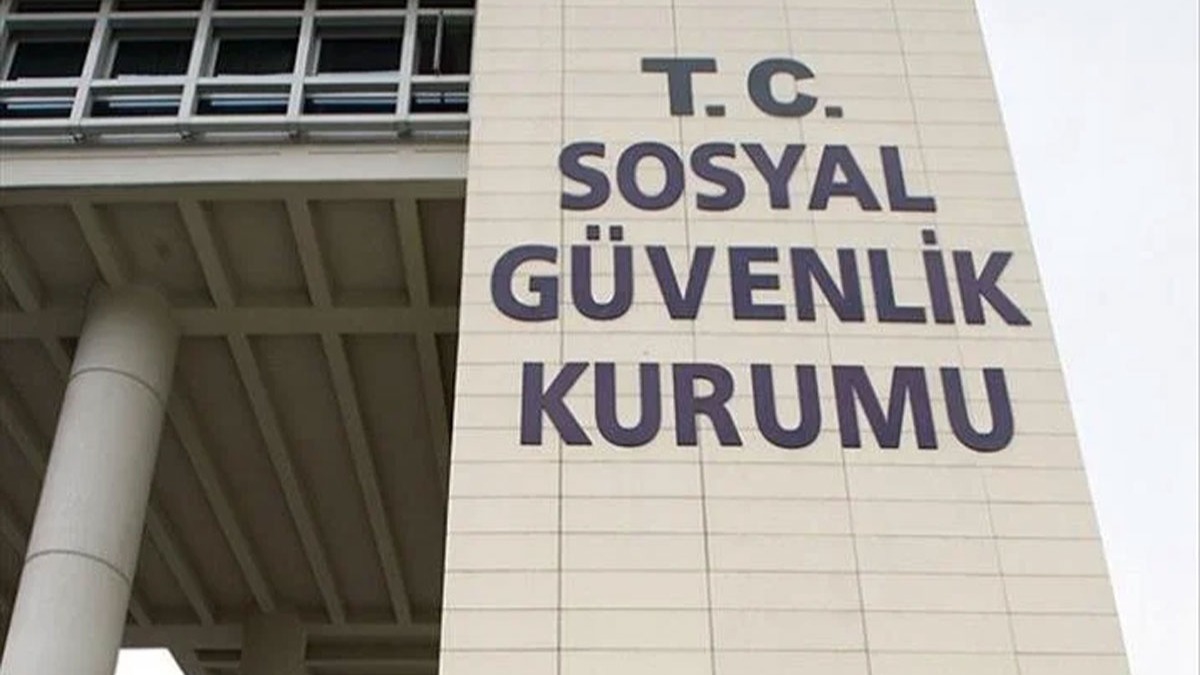 T.C.
SOSYAL
GÜVENLİK
KURUMU